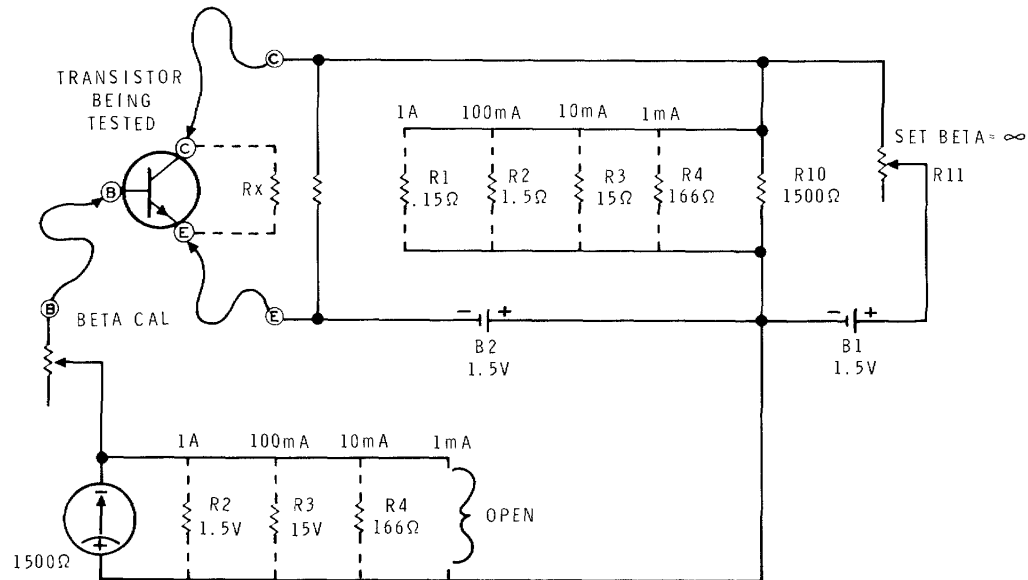 TRANSISTOR
BEING
TESTED
C
C
B
E
Rx
B
BETA CAL
E
1A
100mA
10mA
1mA
R1
.15Ω
R2
1.5Ω
R3
15Ω
R4
166Ω
R10
1500Ω
SET BETA= ∞
R11
- +
B2
1.5V
- +
B1
1.5V
1A
100mA
10mA
1mA
R2
1.5V
R3
15V
R4
166Ω
OPEN
-
+
1500Ω